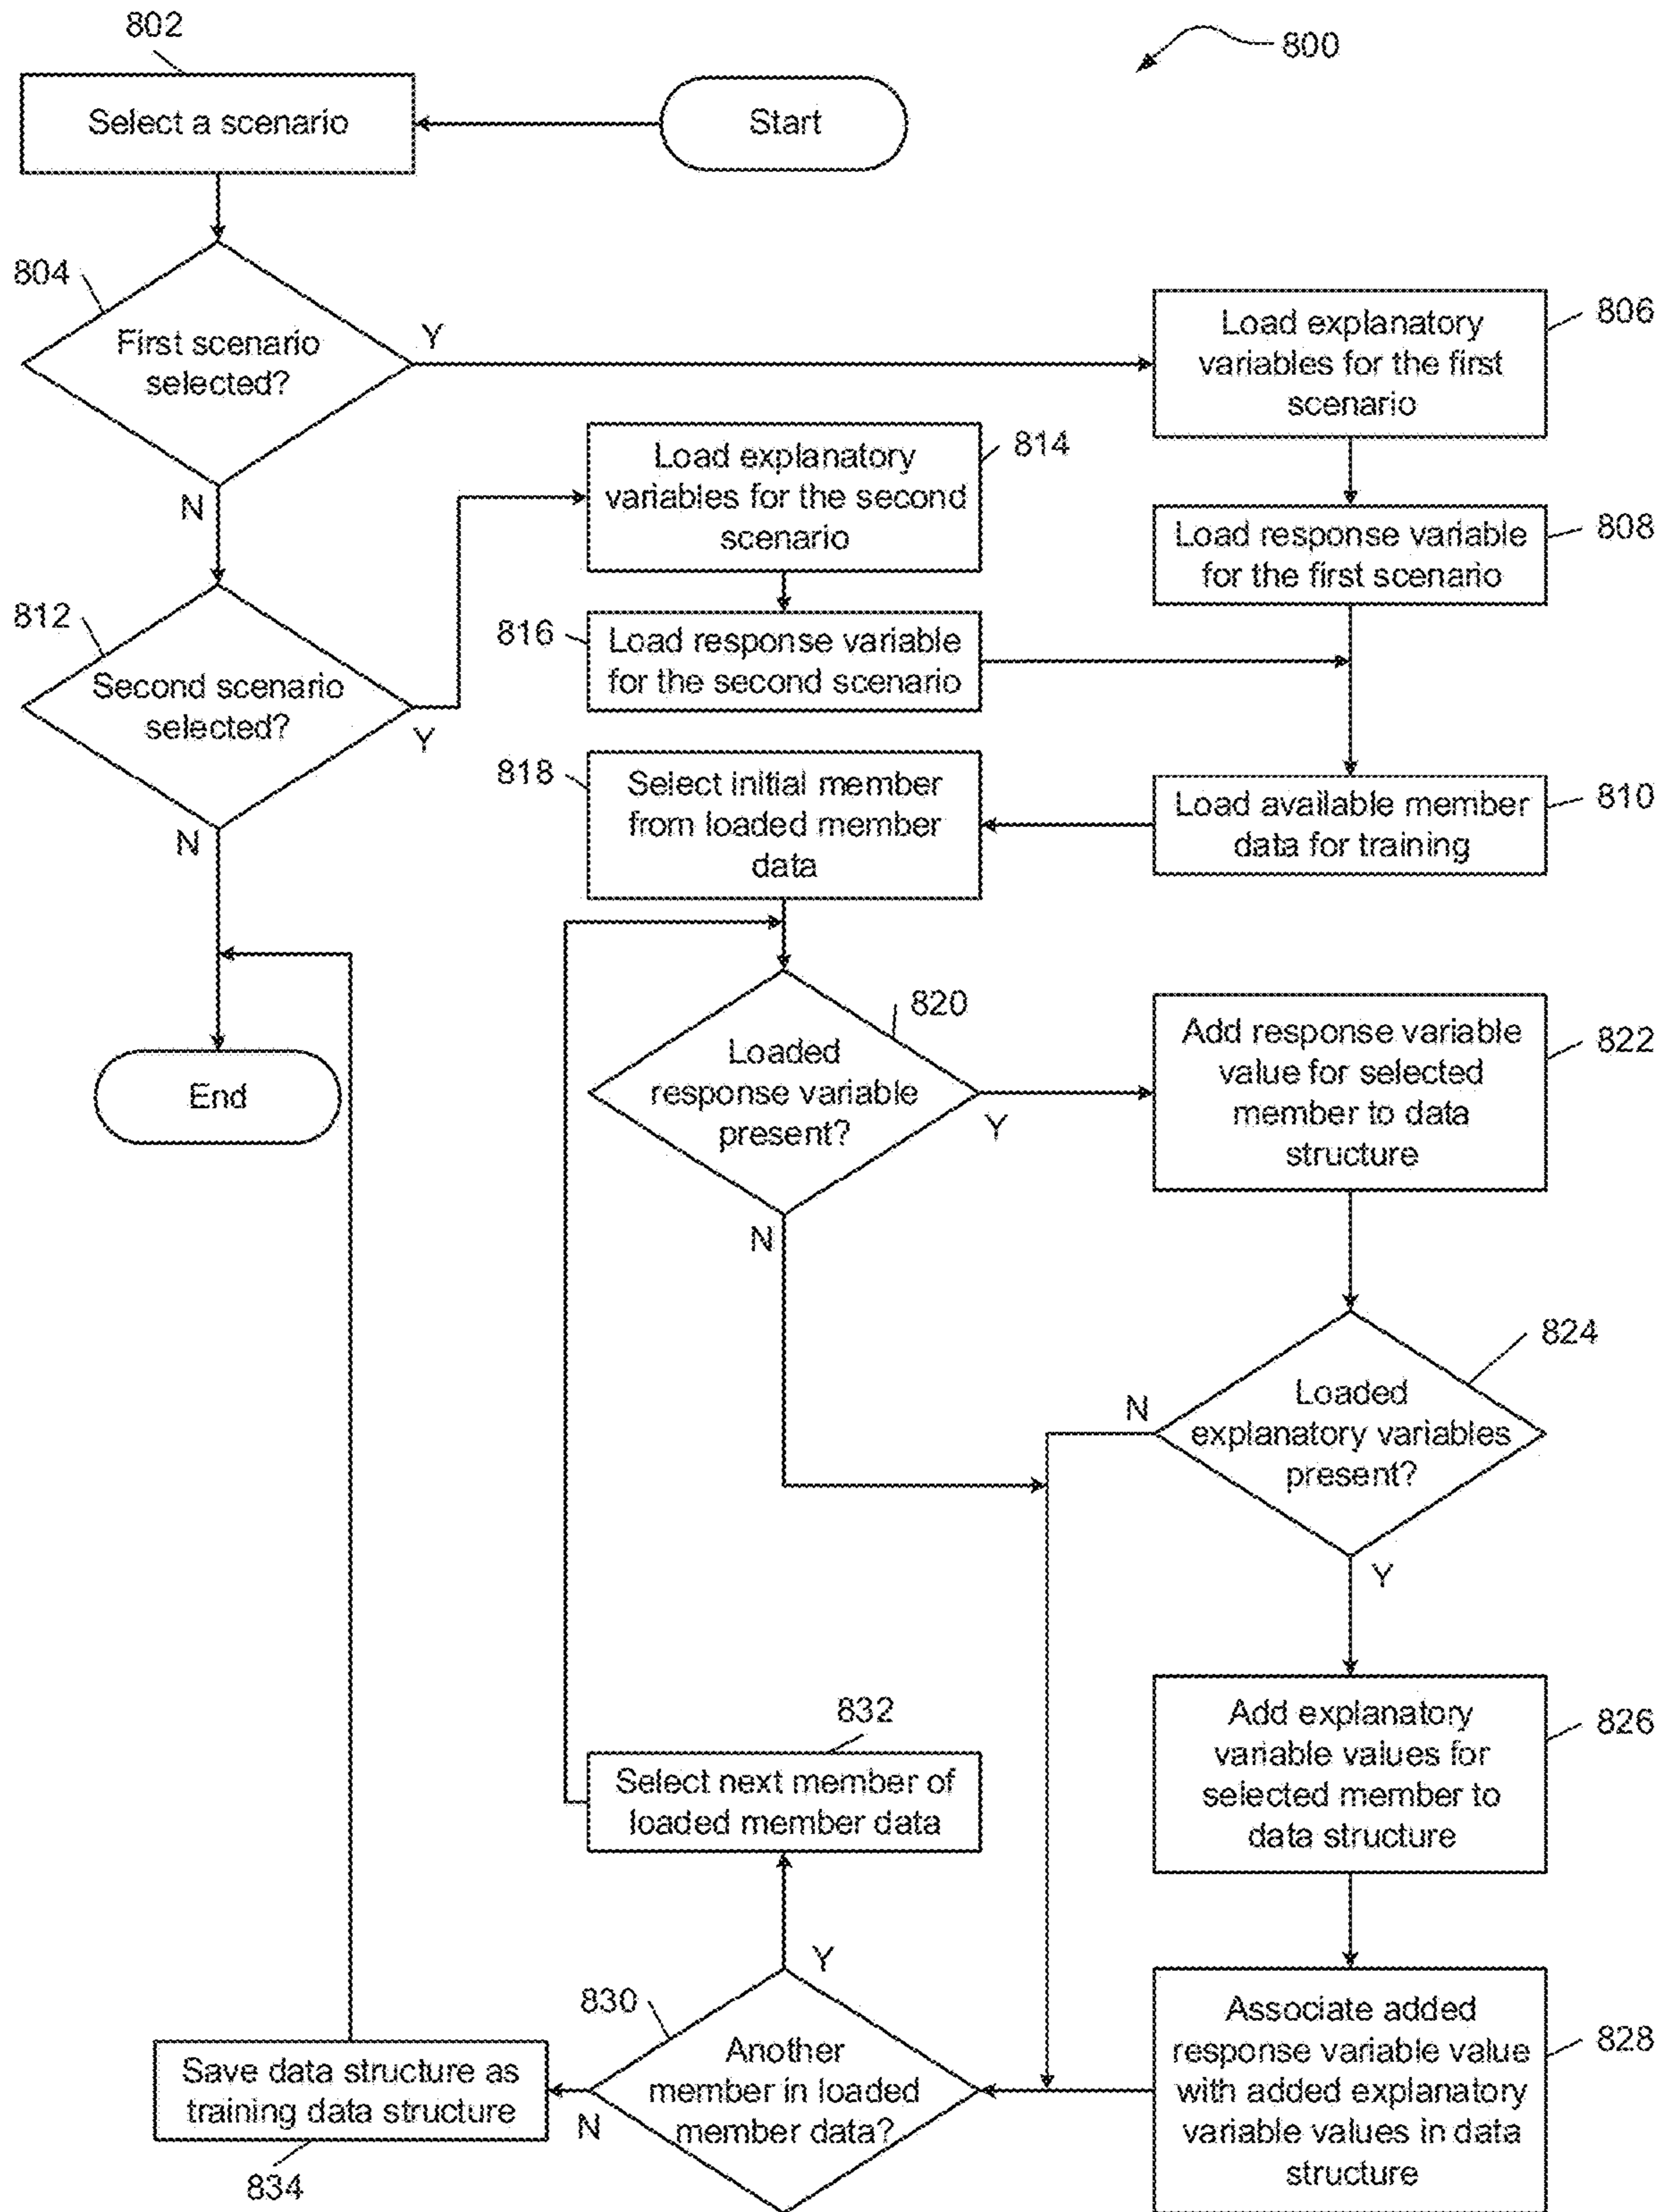 802
800
Select a scenario
Start
804
First scenario
selected?
Y
N
Load explanatory
variables for the first
scenario
806
814
Load explanatory
variables for the second
scenario
Load response variable
for the first scenario
808
812
Second scenario
selected?
Y
N
816
Load response variable
for the second scenario
818
Select initial member
from loaded member
data
Load available member
data for training
810
End
820
Loaded
response variable
present?
Y
N
Add response variable
value for selected
member to data
structure
822
824
Loaded
explanatory variables
present?
N
Y
832
Select next member of
loaded member data
Add explanatory
variable values for
selected member to
data structure
826
Y
830
Another
member in loaded
member data?
N
Save data structure as
training data structure
834
Associate added
response variable value
with added explanatory
variable values in data
structure
828